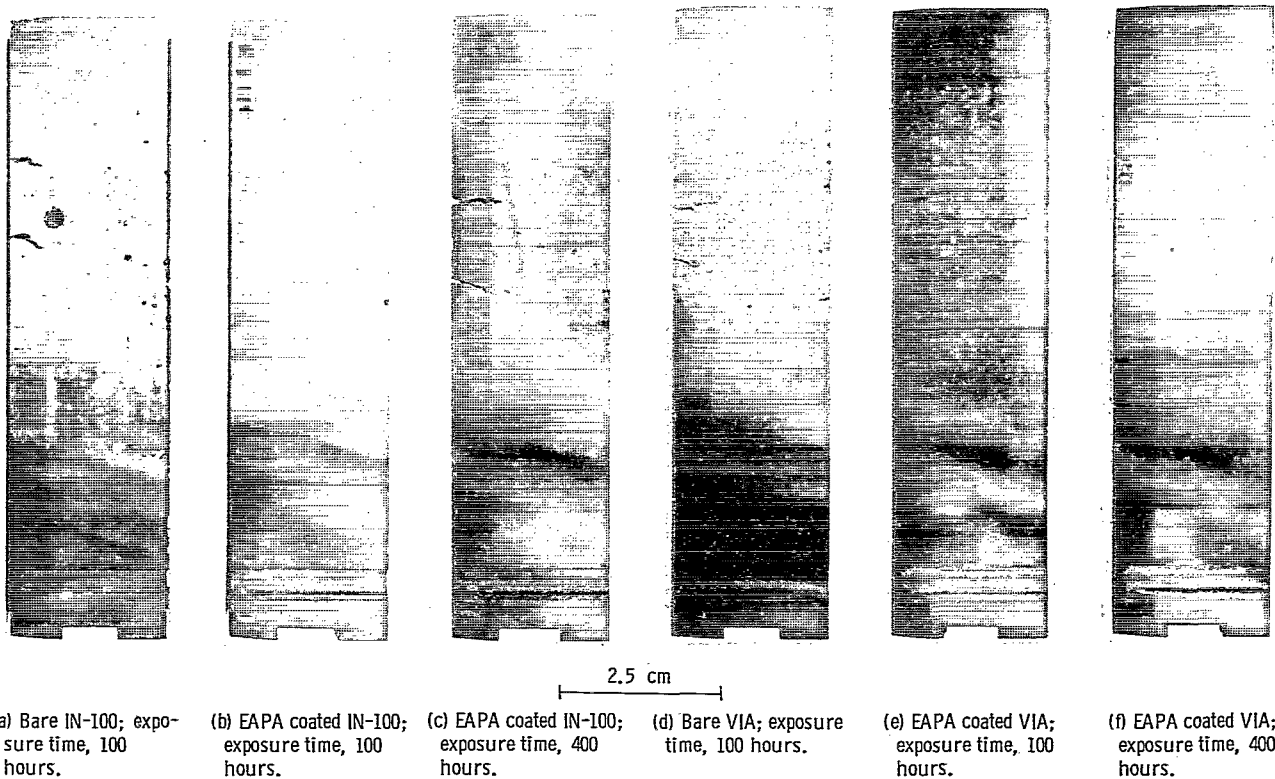 2.5 cm
a) Bare IN-100; expo-
sure time, 100
hours.
(b) EAPA coated IN-100;
exposure time, 100
hours.
(c) EAPA coated IN-100;
exposure time, 400
hours.
(d) Bare VIA; exposure
time, 100 hours.
(e) EAPA coated VIA;
exposure time, 100
hours.
(f) EAPA coated VIA;
exposure time, 400
hours.